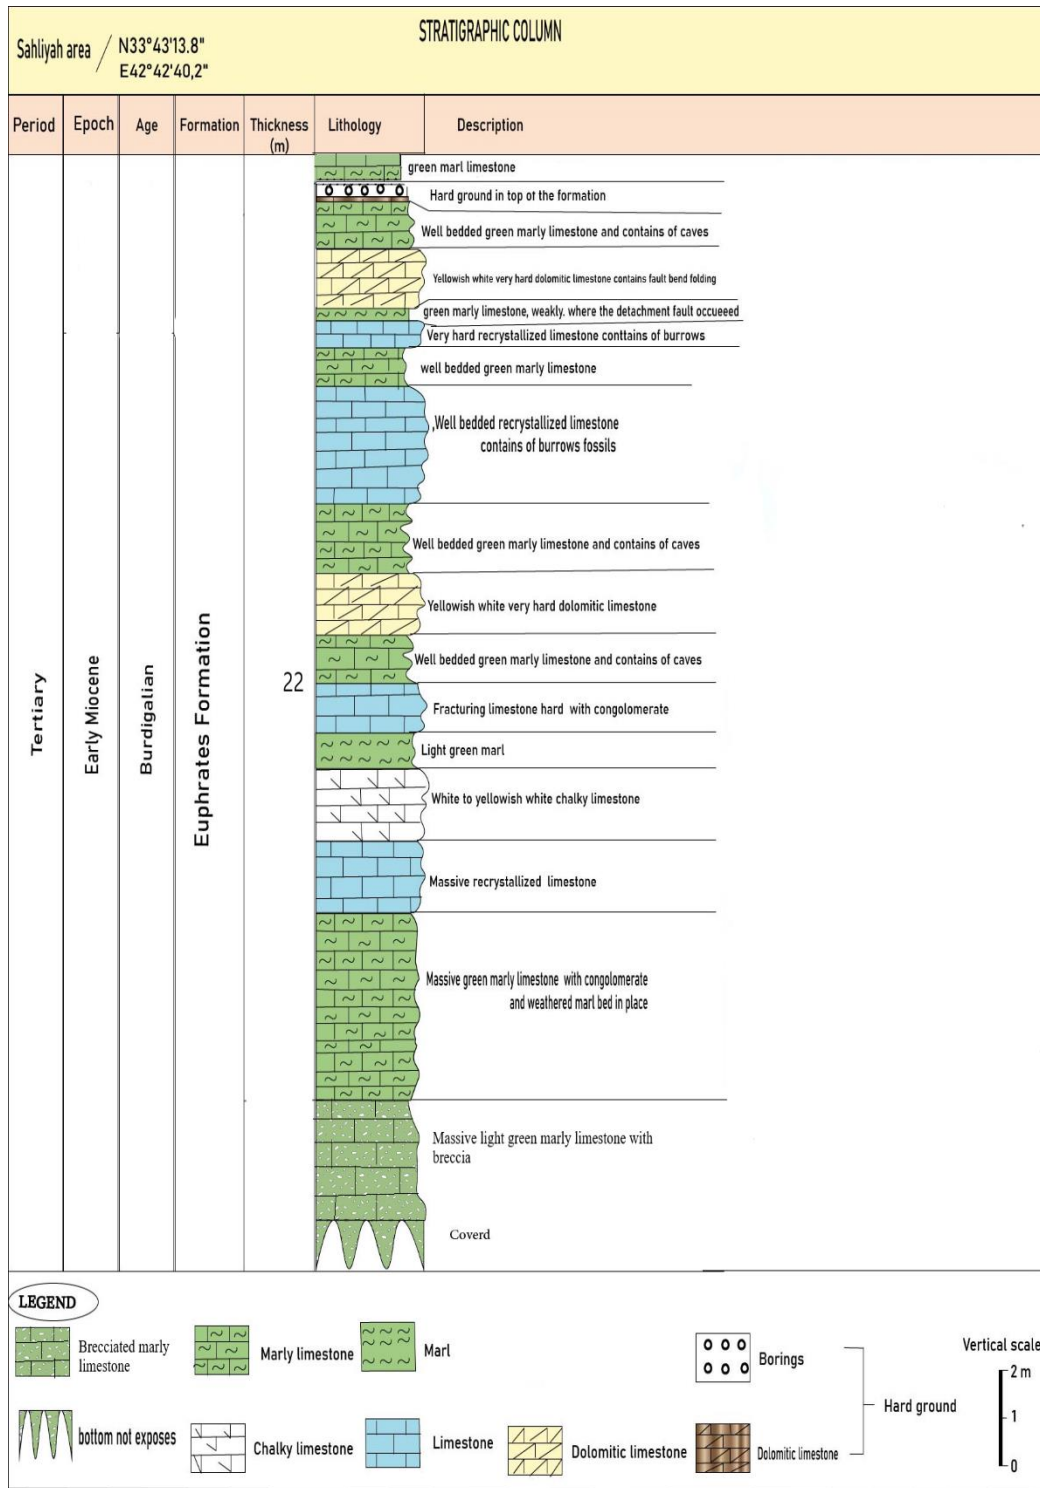 STRATIGRAPHIC COLUMN
Sahliyah area / N33°43'13.8"
E42°42'40,2"
Period Epoch Age Formation Thickness (m) Lithology Description
green marl limestone
Hard ground in top ot the formation
Well bedded green marly limestone and contains of caves
Yellowish white very hard dolomitic limestone contains fault bend folding
green marly limestone, weakly. where the detachment fault occueeed
Very hard recrystallized limestone conttains of burrows
well bedded green marly limestone
,Well bedded recrystallized limestone
contains of burrows fossils
Well bedded green marly limestone and contains of caves
Yellowish white very hard dolomitic limestone
Well bedded green marly limestone and contains of caves
Tertiary
Early Miocene
Burdigalian
Euphrates Formation
22
Fracturing limestone hard with congolomerate
Light green marl
White to yellowish white chalky limestone
Massive recrystallized limestone
Massive green marly limestone with congolomerate
and weathered marl bed in place
Massive light green marly limestone with
breccia
Coverd
LEGEND
Brecciated marly
limestone
Marly limestone
Marl
Borings
bottom not exposes
Chalky limestone
Limestone
Dolomitic limestone
Dolomitic limestone
Hard ground
Vertical scale
2 m
1
0